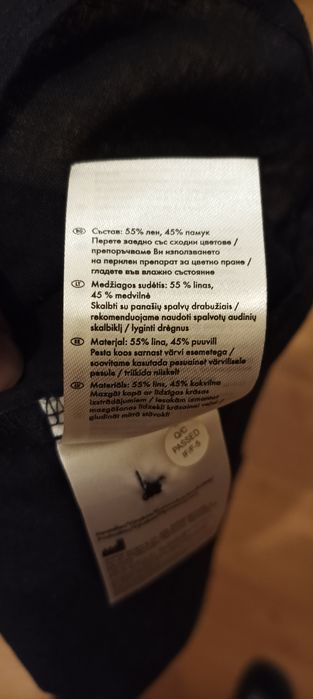 BG Състав: 55% лен, 45% памук
Перете заедно със сходни цветове /
препоръчваме Ви използването
на перилен препарат за цветно пране /
гладете във влажно състояние
LT Medžiagos sudėtis: 55 % linas,
45 % medvilnė
Skalbti su panašių spalvų drabužiais /
rekomenduojame naudoti spalvotų audinių
skalbiklį / lyginti drėgnus
EE Materjal: 55% lina, 45% puuvill
Pesta koos sarnast värvi esemetega /
soovitame kasutada pesuainet värvilisele
pesule / triikida niiskelt
Materiāls: 55% lins, 45% kokvilna
Mazgāt kopā ar līdzīgas krāsas
izstrādājumiem / iesakām izmantot
mazgāšanas līdzekli krāsainai veļai /
gludināt mitrā stāvoklī
Q/C
PASSED